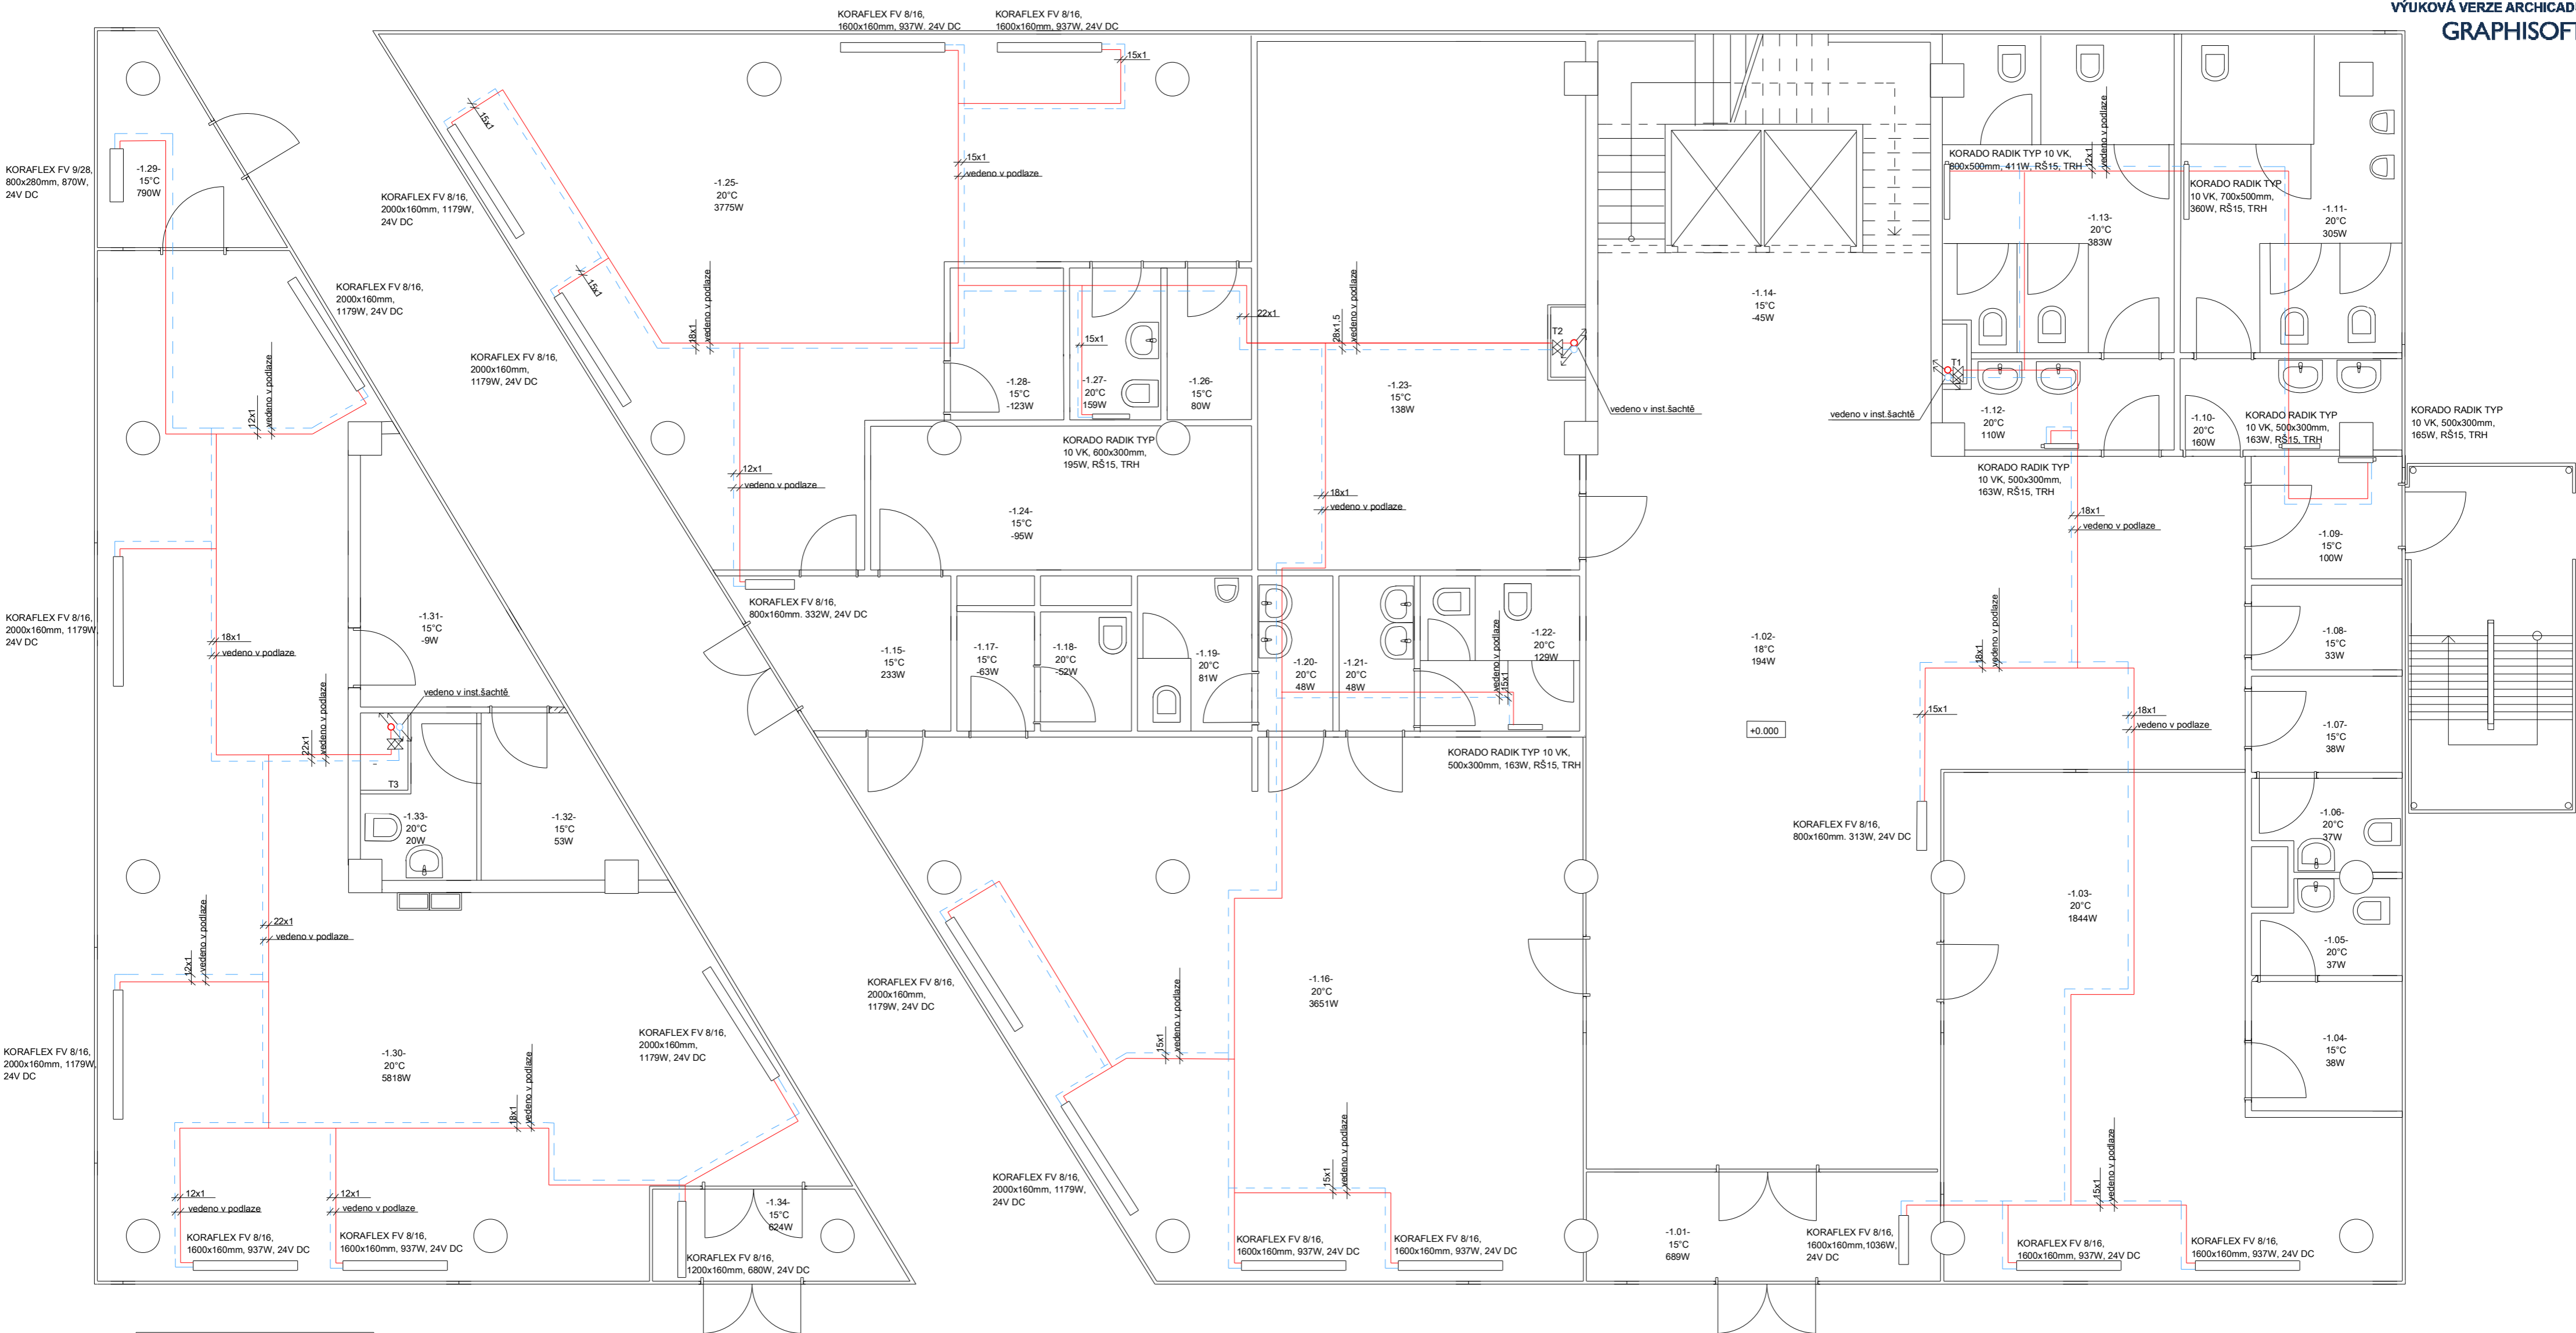 VÝUKOVÁ VERZE ARCHICADU
GRAPHISOFT
KORAFLEX FV 8/16,
1600x160mm, 937W. 24V DC
KORAFLEX FV 8/16,
1600x160mm, 937W, 24V DC
15x1
15x1
KORAFLEX FV 9/28,
800x280mm, 870W,
24V DC
-1.29-
15°C
790W
KORAFLEX FV 8/16,
2000x160mm, 1179W,
24V DC
-1.25-
20°C
3775W
15x1
vedeno v podlaze
KORADO RADIK TYP 10 VK,
800x500mm, 411W, RŠ15, TRH
12x1
vedeno v podlaze
KORADO RADIK TYP
10 VK, 700x500mm,
360W, RŠ15, TRH
-1.11-
20°C
305W
-1.13-
20°C
383W
KORAFLEX FV 8/16,
2000x160mm,
1179W, 24V DC
15x1
18x1
vedeno v podlaze
22x1
28x1,5
vedeno v podlaze
-1.14-
15°C
-45W
T2
T1
KORAFLEX FV 8/16,
2000x160mm,
1179W, 24V DC
15x1
-1.28-
15°C
-123W
-1.27-
20°C
159W
-1.26-
15°C
80W
-1.23-
15°C
138W
vedeno v inst.šachtě
vedeno v inst.šachtě
-1.12-
20°C
110W
-1.10-
20°C
160W
KORADO RADIK TYP
10 VK, 500x300mm,
163W, RŠ15, TRH
KORADO RADIK TYP
10 VK, 500x300mm,
165W, RŠ15, TRH
12x1
vedeno v podlaze
KORADO RADIK TYP
10 VK, 600x300mm,
195W, RŠ15, TRH
12x1
vedeno v podlaze
KORADO RADIK TYP
10 VK, 500x300mm,
163W, RŠ15, TRH
18x1
vedeno v podlaze
-1.24-
15°C
-95W
18x1
vedeno v podlaze
-1.09-
15°C
100W
KORAFLEX FV 8/16,
2000x160mm, 1179W,
24V DC
-1.31-
15°C
-9W
KORAFLEX FV 8/16,
800x160mm. 332W, 24V DC
18x1
vedeno v podlaze
-1.15-
15°C
233W
-1.17-
15°C
-63W
-1.18-
20°C
-52W
-1.19-
20°C
81W
-1.20-
20°C
48W
-1.21-
20°C
48W
-1.22-
20°C
129W
vedeno v podlaze
15x1
-1.02-
18°C
194W
18x1
vedeno v podlaze
-1.08-
15°C
33W
vedeno v inst.šachtě
22x1
vedeno v podlaze
15x1
18x1
vedeno v podlaze
-1.07-
15°C
38W
+0.000
KORADO RADIK TYP 10 VK,
500x300mm, 163W, RŠ15, TRH
T3
-1.33-
20°C
20W
-1.32-
15°C
53W
KORAFLEX FV 8/16,
800x160mm. 313W, 24V DC
-1.06-
20°C
37W
22x1
vedeno v podlaze
-1.03-
20°C
1844W
-1.05-
20°C
37W
12x1
vedeno v podlaze
KORAFLEX FV 8/16,
2000x160mm,
1179W, 24V DC
-1.16-
20°C
3651W
KORAFLEX FV 8/16,
2000x160mm, 1179W,
24V DC
-1.30-
20°C
5818W
KORAFLEX FV 8/16,
2000x160mm,
1179W, 24V DC
15x1
vedeno v podlaze
-1.04-
15°C
38W
18x1
vedeno v podlaze
15x1
vedeno v podlaze
15x1
vedeno v podlaze
KORAFLEX FV 8/16,
2000x160mm, 1179W,
24V DC
12x1
vedeno v podlaze
12x1
vedeno v podlaze
-1.34-
15°C
624W
KORAFLEX FV 8/16,
1600x160mm, 937W, 24V DC
KORAFLEX FV 8/16,
1600x160mm, 937W, 24V DC
KORAFLEX FV 8/16,
1200x160mm, 680W, 24V DC
KORAFLEX FV 8/16,
1600x160mm, 937W, 24V DC
KORAFLEX FV 8/16,
1600x160mm, 937W, 24V DC
-1.01-
15°C
689W
KORAFLEX FV 8/16,
1600x160mm,1036W,
24V DC
KORAFLEX FV 8/16,
1600x160mm, 937W, 24V DC
KORAFLEX FV 8/16,
1600x160mm, 937W, 24V DC